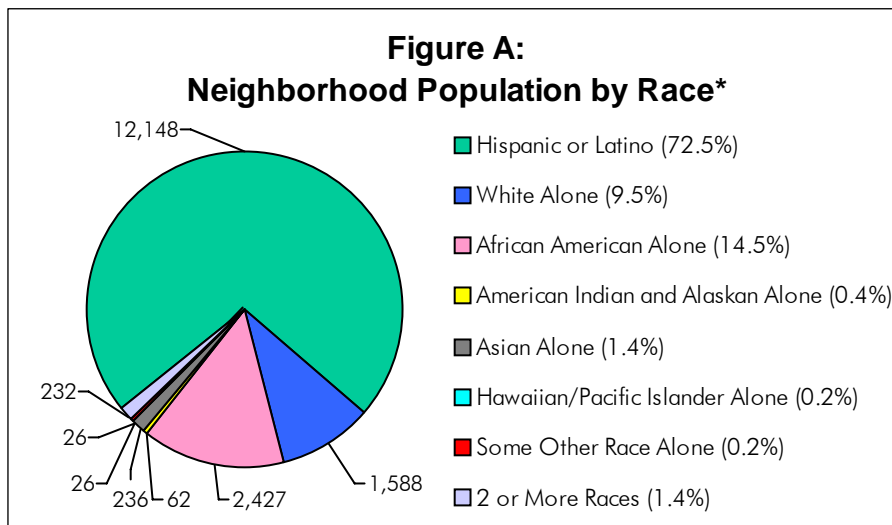 Figure A:
Neighborhood Population by Race*
12,148
Hispanic or Latino (72.5%)
White Alone (9.5%)
African American Alone (14.5%)
American Indian and Alaskan Alone (0.4%)
Asian Alone (1.4%)
Hawaiian/Pacific Islander Alone (0.2%)
Some Other Race Alone (0.2%)
2 or More Races (1.4%)
232
26
26
236
62
2,427
1,588